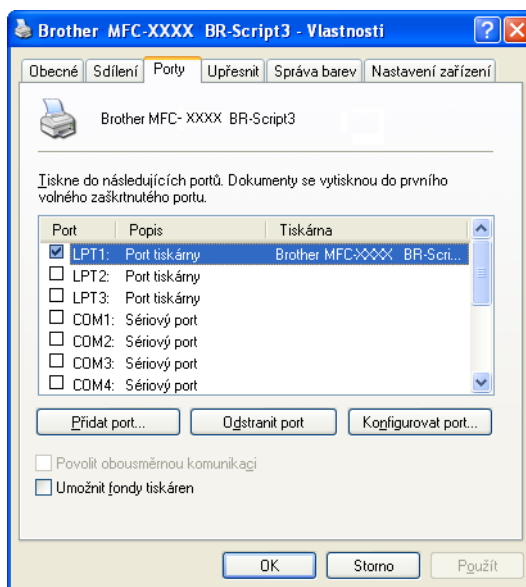 Brother MFC-XXXX BR-Script3 - Vlastnosti
Obecné Sdílení Porty Upřesnit Správa barev Nastavení zařízení
Brother MFC- XXXX BR-Script3
Tiskne do následujících portů. Dokumenty se vytisknou do prvního
volného zaškrtnutého portu.
Port Popis Tiskárna
LPT1: Port tiskárny Brother MFC-XXXX BR-Scri...
LPT2: Port tiskárny
LPT3: Port tiskárny
COM1: Sériový port
COM2: Sériový port
COM3: Sériový port
COM4: Sériový port
Přidat port... Odstranit port Konfigurovat port...
Povolit obousměrnou komunikaci
Umožnit fondy tiskáren
OK Storno Použít